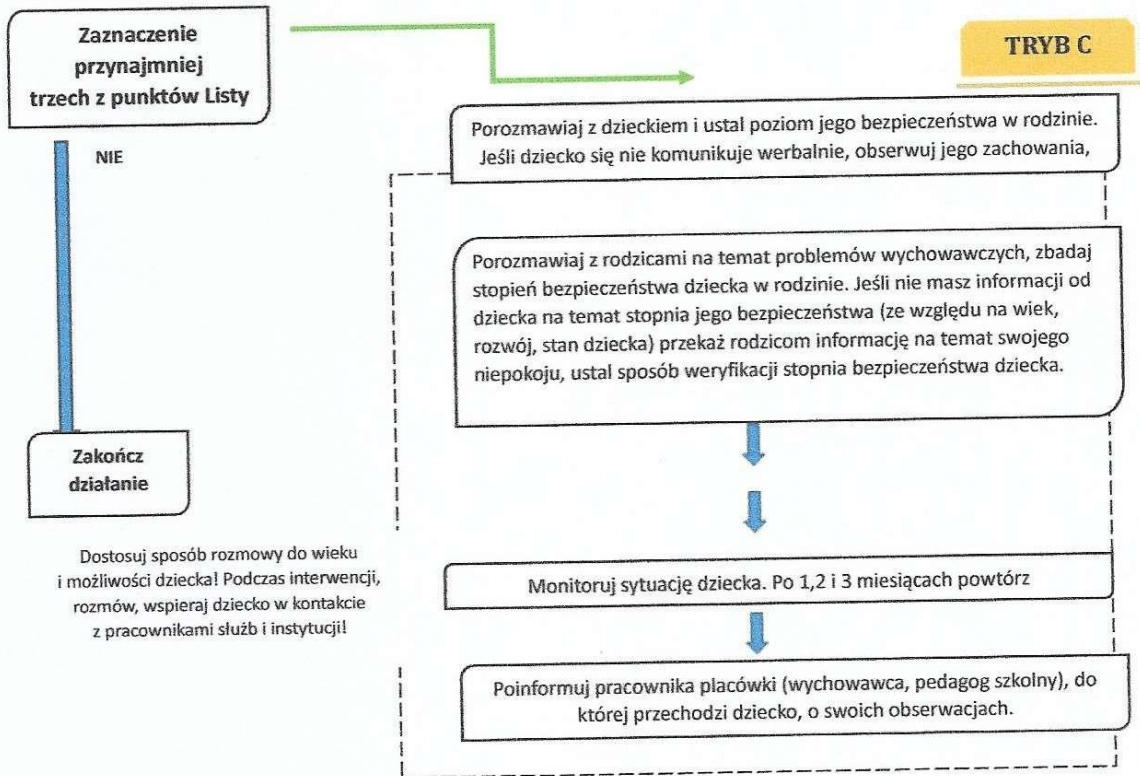 Zaznaczenie
przynajmniej
trzech z punktów Listy
TRYB C
NIE
Porozmawiaj z dzieckiem i ustal poziom jego bezpieczeństwa w rodzinie.
Jeśli dziecko się nie komunikuje werbalnie, obserwuj jego zachowania,
Porozmawiaj z rodzicami na temat problemów wychowawczych, zbadaj
stopień bezpieczeństwa dziecka w rodzinie. Jeśli nie masz informacji od
dziecka na temat stopnia jego bezpieczeństwa (ze względu na wiek,
rozwój, stan dziecka) przekaż rodzicom informację na temat swojego
niepokoju, ustal sposób weryfikacji stopnia bezpieczeństwa dziecka.
Zakończ
działanie
Dostosuj sposób rozmowy do wieku
i możliwości dziecka! Podczas interwencji,
rozmów, wspieraj dziecko w kontakcie
z pracownikami służb i instytucji!
Monitoruj sytuację dziecka. Po 1,2 i 3 miesiącach powtórz
Poinformuj pracownika placówki (wychowawca, pedagog szkolny), do
której przechodzi dziecko, o swoich obserwacjach.